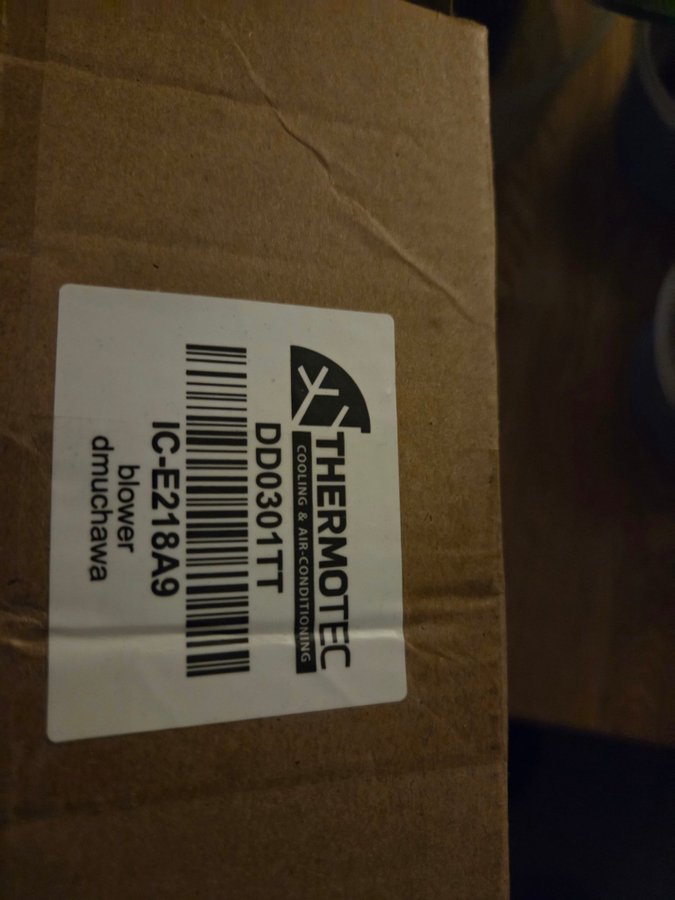 THERMOTEC
COOLING & AIR-CONDITIONING
DD0301TT
IC-E218A9
blower
dmuchawa